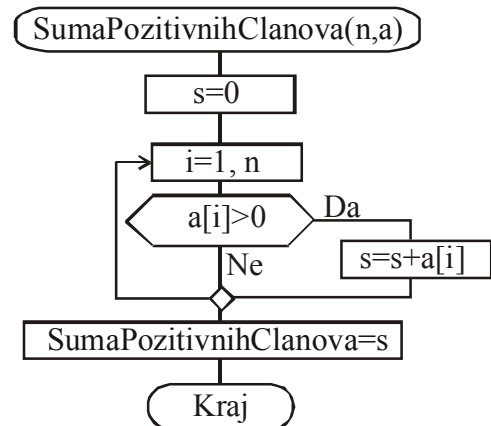 SumaPozitivnihClanova(n,a)
s=0
i=1, n
a[i]>0
Da
s=s+a[i]
Ne
SumaPozitivnihClanova=s
Kraj